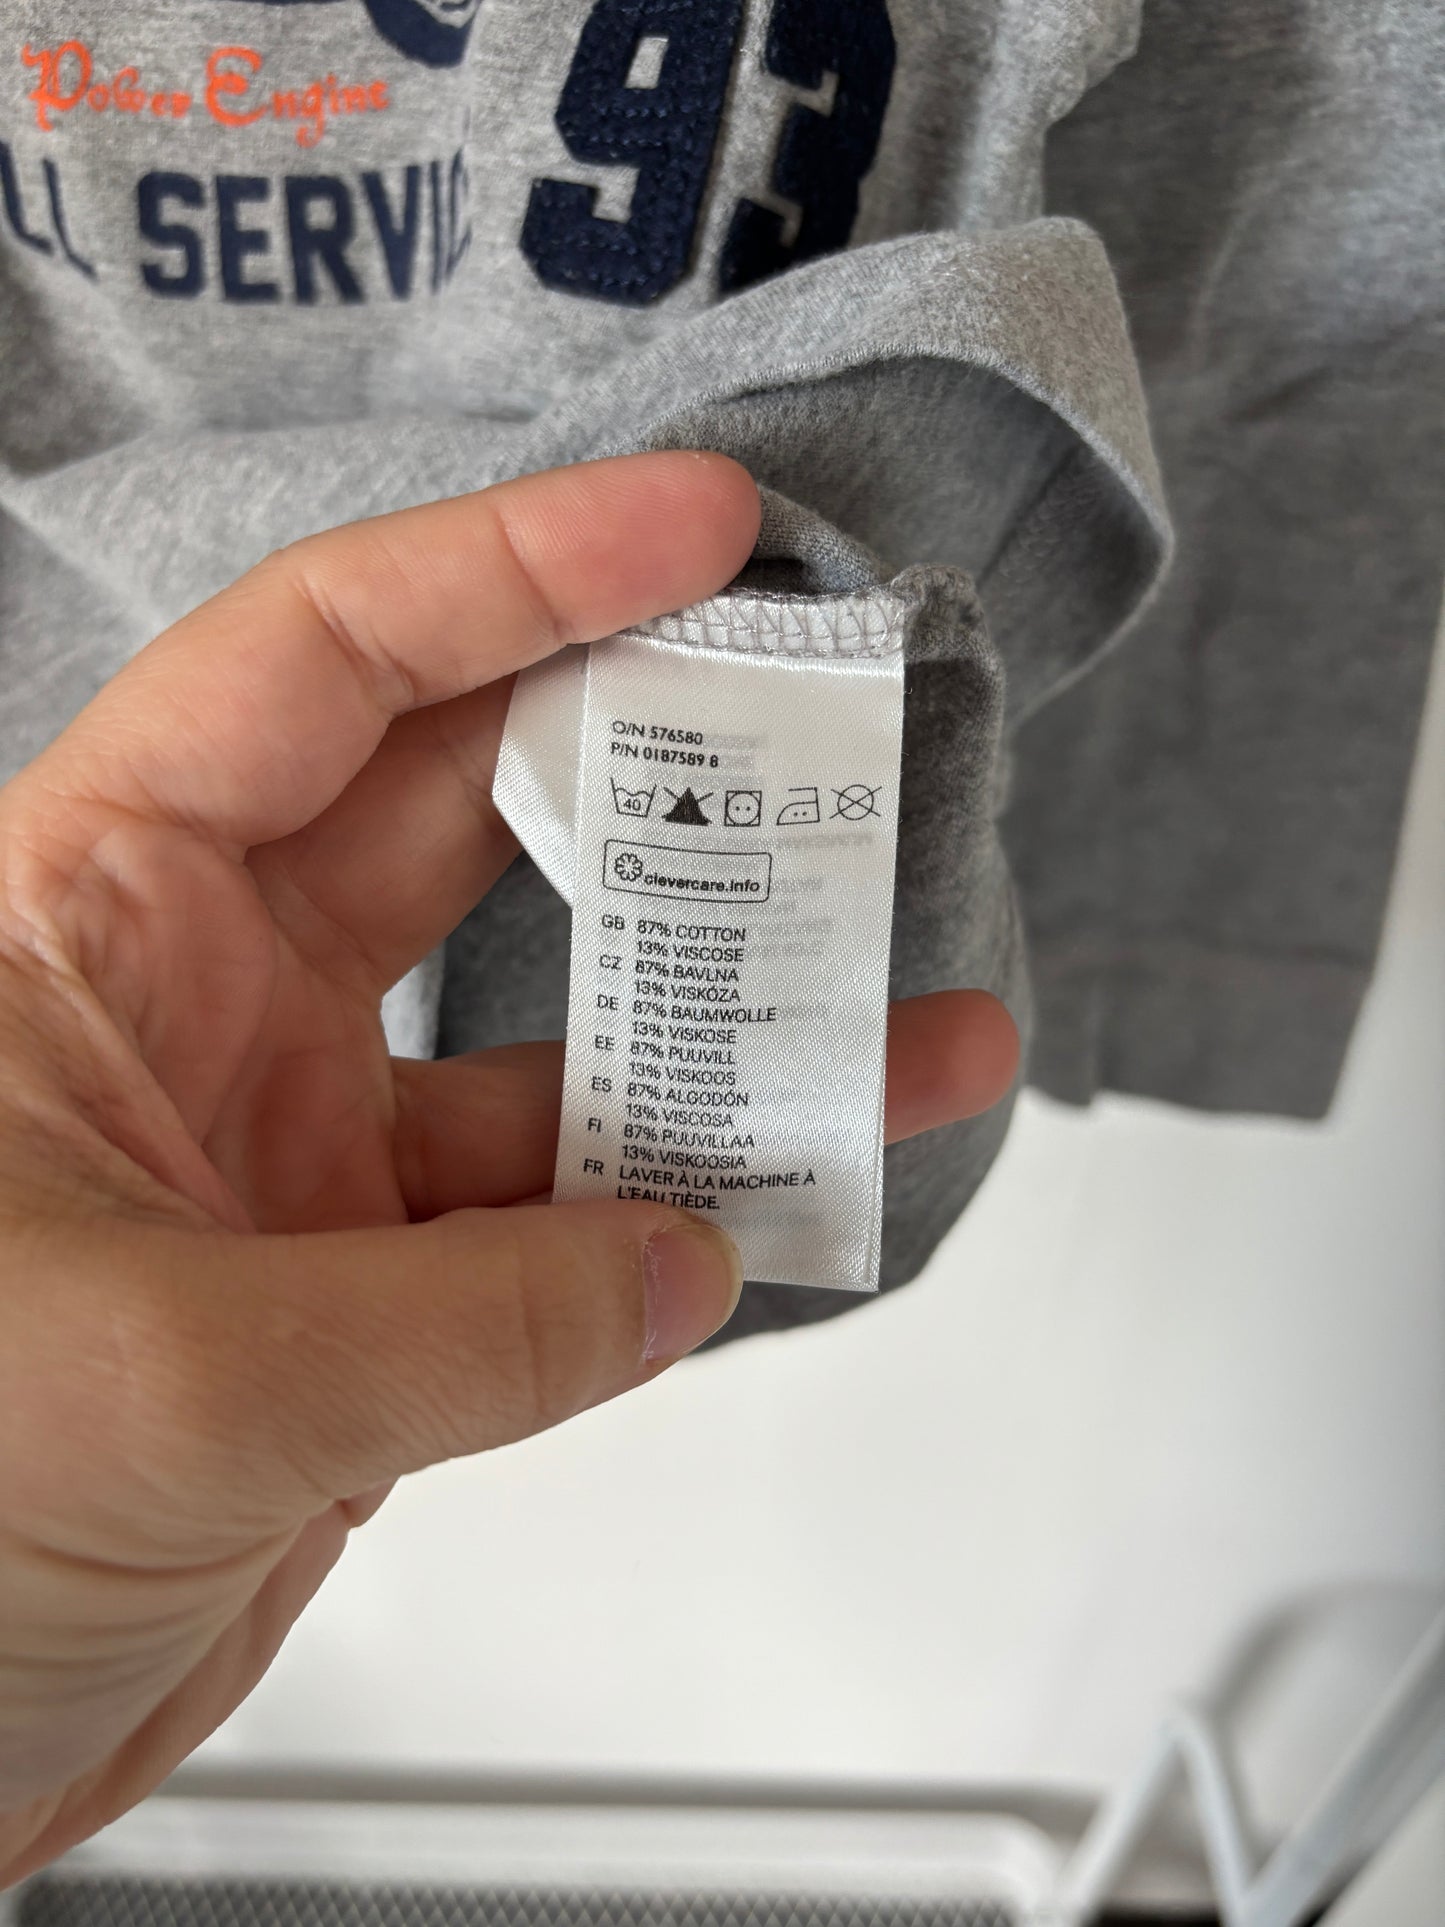 Power Engine
LL SERVIC
93
O/N 576580
P/N 0187589 8
40
clevercare.info
GB 87% COTTON
13% VISCOSE
CZ 87% BAVLNA
13% VISKÓZA
DE 87% BAUMWOLLE
13% VISKOSE
EE 87% PUUVILL
13% VISKOOS
ES 87% ALGODÓN
13% VISCOSA
FI 87% PUUVILLAA
13% VISKOOSIA
FR LAVER À LA MACHINE À
L'EAU TIÈDE.